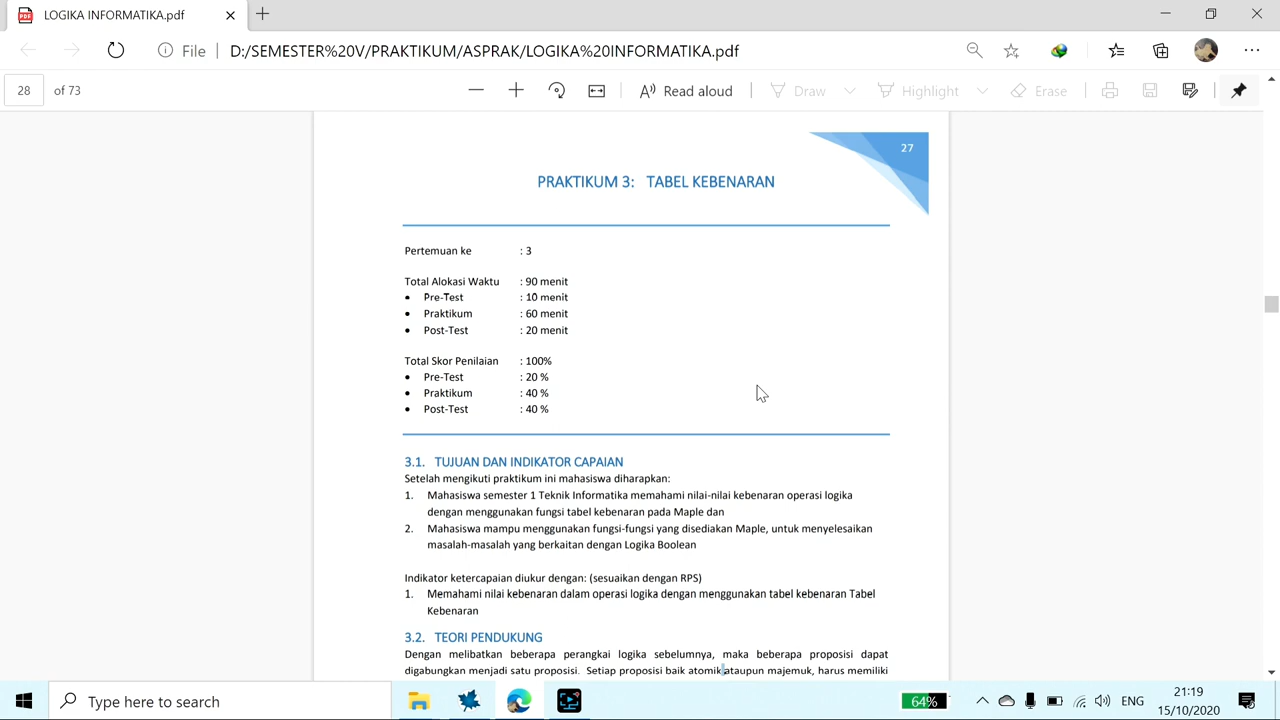 LOGIKA INFORMATIKA.pdf
File
D:/SEMESTER%20V/PRAKTIKUM/ASPRAK/LOGIKA%20INFORMATIKA.pdf
28 of 73
Read aloud
Draw
Highlight
Erase
27
PRAKTIKUM 3: TABEL KEBENARAN
Pertemuan ke : 3
Total Alokasi Waktu : 90 menit
• Pre-Test : 10 menit
• Praktikum : 60 menit
• Post-Test : 20 menit
Total Skor Penilaian : 100%
• Pre-Test : 20 %
• Praktikum : 40 %
• Post-Test : 40 %
3.1. TUJUAN DAN INDIKATOR CAPAIAN
Setelah mengikuti praktikum ini mahasiswa diharapkan:
1. Mahasiswa semester 1 Teknik Informatika memahami nilai-nilai kebenaran operasi logika
dengan menggunakan fungsi tabel kebenaran pada Maple dan
2. Mahasiswa mampu menggunakan fungsi-fungsi yang disediakan Maple, untuk menyelesaikan
masalah-masalah yang berkaitan dengan Logika Boolean
Indikator ketercapaian diukur dengan: (sesuaikan dengan RPS)
1. Memahami nilai kebenaran dalam operasi logika dengan menggunakan tabel kebenaran Tabel
Kebenaran
3.2. TEORI PENDUKUNG
Dengan melibatkan beberapa perangkai logika sebelumnya, maka beberapa proposisi dapat
digabungkan menjadi satu proposisi. Setiap proposisi baik atomik ataupun majemuk, harus memiliki
Type here to search
64%
ENG
21:19
15/10/2020